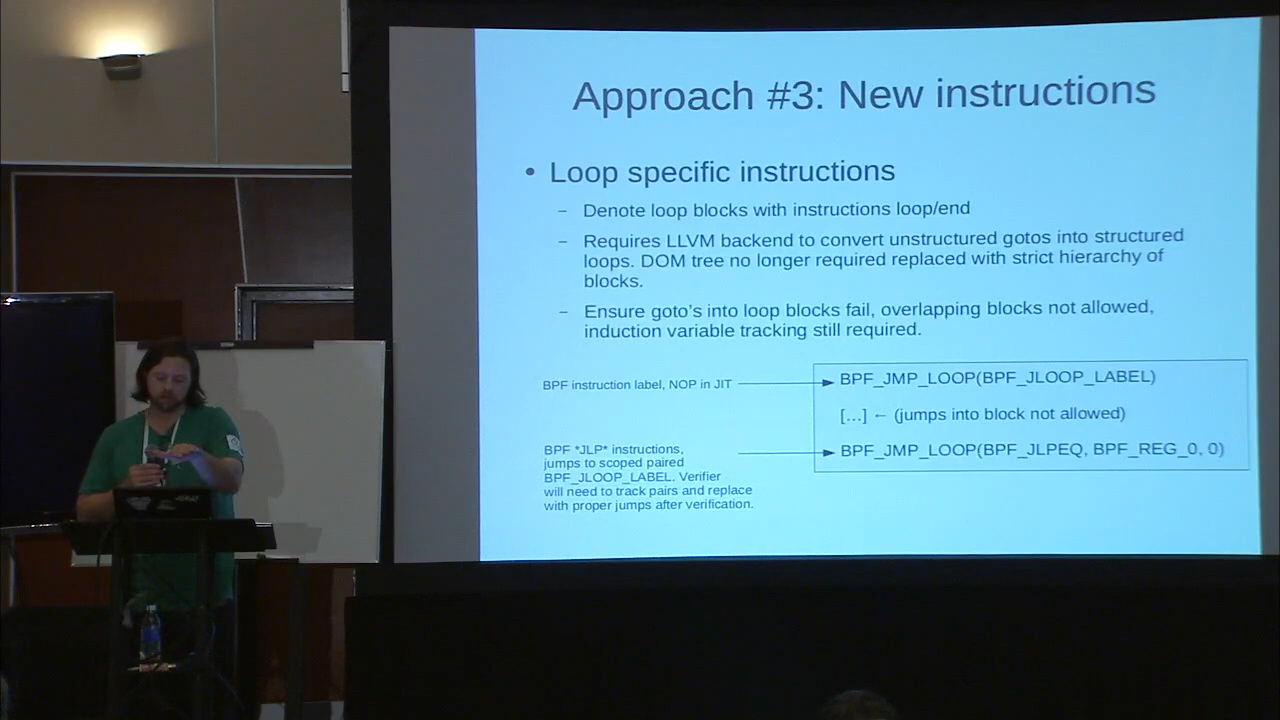 Approach #3: New instructions
• Loop specific instructions
– Denote loop blocks with instructions loop/end
– Requires LLVM backend to convert unstructured gotos into structured
loops. DOM tree no longer required replaced with strict hierarchy of
blocks.
– Ensure goto's into loop blocks fail, overlapping blocks not allowed,
induction variable tracking still required.
BPF instruction label, NOP in JIT
BPF_JMP_LOOP(BPF_JLOOP_LABEL)
[...] ← (jumps into block not allowed)
BPF *JLP* instructions,
jumps to scoped paired
BPF_JLOOP_LABEL. Verifier
will need to track pairs and replace
with proper jumps after verification.
BPF_JMP_LOOP(BPF_JLPEQ, BPF_REG_0, 0)